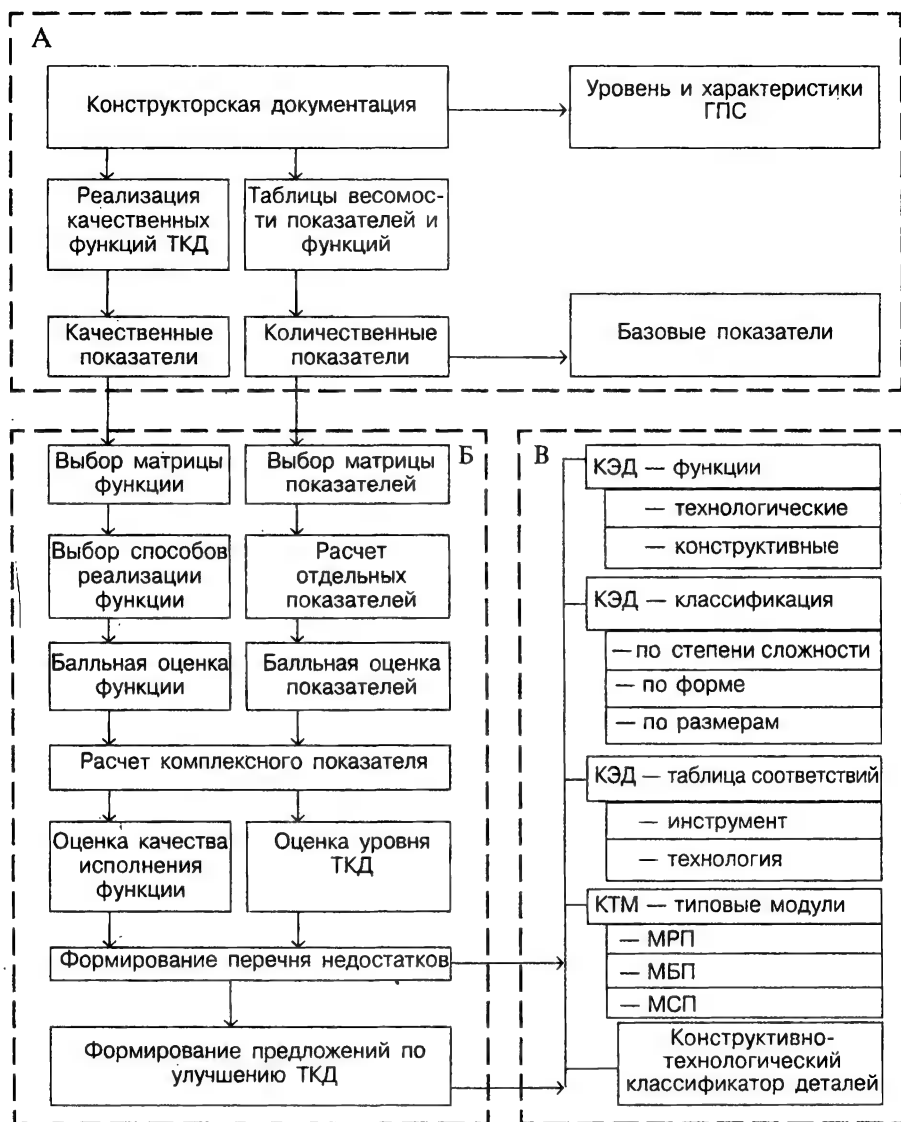 А
Конструкторская документация
Уровень и характеристики
ГПС
Реализация
качественных
функций ТКД
Таблицы весомос-
ти показателей и
функций
Качественные
показатели
Количественные
показатели
Базовые показатели
Б
Выбор матрицы
функции
Выбор матрицы
показателей
Выбор способов
реализации
функции
Расчет
отдельных
показателей
Балльная оценка
функции
Балльная оценка
показателей
Расчет комплексного показателя
Оценка качества
исполнения
функции
Оценка уровня
ТКД
Формирование перечня недостатков
Формирование предложений по
улучшению ТКД
В
КЭД — функции
— технологические
— конструктивные
КЭД — классификация
— по степени сложности
— по форме
— по размерам
КЭД — таблица соответствий
— инструмент
— технология
КТМ — типовые модули
— МРП
— МБП
— МСП
Конструктивно-
технологический
классификатор деталей